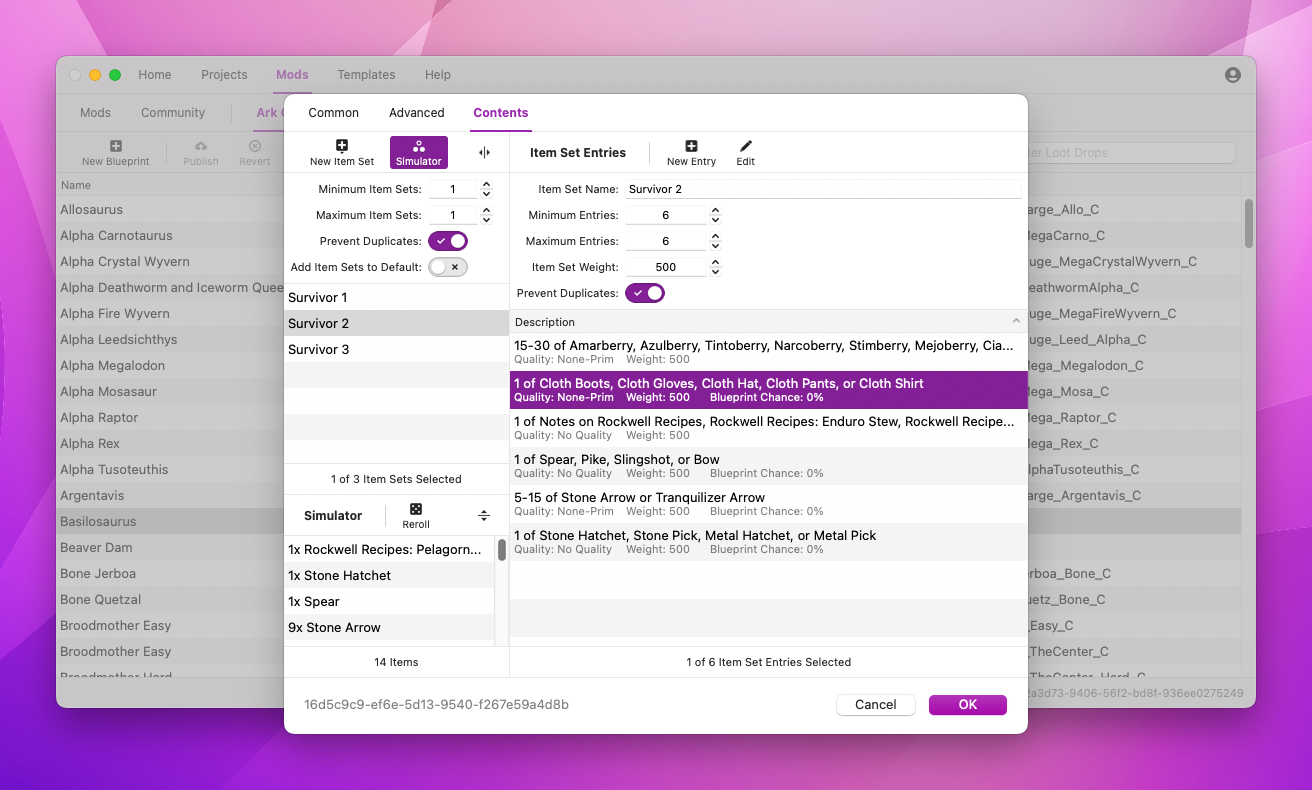 Home Projects Mods Templates Help
Mods Community Ark
New Blueprint Publish Revert
Loot Drops
Name
Allosaurus
Alpha Carnotaurus
Alpha Crystal Wyvern
Alpha Deathworm and Iceworm
Alpha Fire Wyvern
Alpha Leedsichthys
Alpha Megalodon
Alpha Mosasaur
Alpha Raptor
Alpha Rex
Alpha Tusoteuthis
Argentavis
Basilosaurus
Beaver Dam
Bone Jerboa
Bone Quetzal
Broodmother Easy
Broodmother Easy
Broodmother Hard
Common Advanced Contents
New Item Set Simulator
Minimum Item Sets: 1
Maximum Item Sets: 1
Prevent Duplicates:
Add Item Sets to Default:
Survivor 1
Survivor 2
Survivor 3
1 of 3 Item Sets Selected
Simulator Reroll
1x Rockwell Recipes: Pelagorn...
1x Stone Hatchet
1x Spear
9x Stone Arrow
14 Items
Item Set Entries New Entry Edit
Item Set Name: Survivor 2
Minimum Entries: 6
Maximum Entries: 6
Item Set Weight: 500
Prevent Duplicates:
Description
15-30 of Amarberry, Azulberry, Tintoberry, Narcoberry, Stimberry, Mejoberry, Cia...
Quality: None-Prim Weight: 500
1 of Cloth Boots, Cloth Gloves, Cloth Hat, Cloth Pants, or Cloth Shirt
Quality: None-Prim Weight: 500 Blueprint Chance: 0%
1 of Notes on Rockwell Recipes, Rockwell Recipes: Enduro Stew, Rockwell Recipe...
Quality: No Quality Weight: 500
1 of Spear, Pike, Slingshot, or Bow
Quality: No Quality Weight: 500 Blueprint Chance: 0%
5-15 of Stone Arrow or Tranquilizer Arrow
Quality: None-Prim Weight: 500 Blueprint Chance: 0%
1 of Stone Hatchet, Stone Pick, Metal Hatchet, or Metal Pick
Quality: No Quality Weight: 500 Blueprint Chance: 0%
1 of 6 Item Set Entries Selected
16d5c9c9-ef6e-5d13-9540-f267e59a4d8b
Cancel OK
arge_Allo_C
egaCarno_C
uge_MegaCrystalWyvern_C
eathwormAlpha_C
uge_MegaFireWyvern_C
uge_Leed_Alpha_C
ega_Megalodon_C
ega_Mosa_C
ega_Raptor_C
ega_Rex_C
lphaTusoteuthis_C
arge_Argentavis_C
rboa_Bone_C
uetz_Bone_C
_Easy_C
_TheCenter_C
_TheCenter_Hard_C
2a3d73-9406-56f2-bd8f-936ee0275249